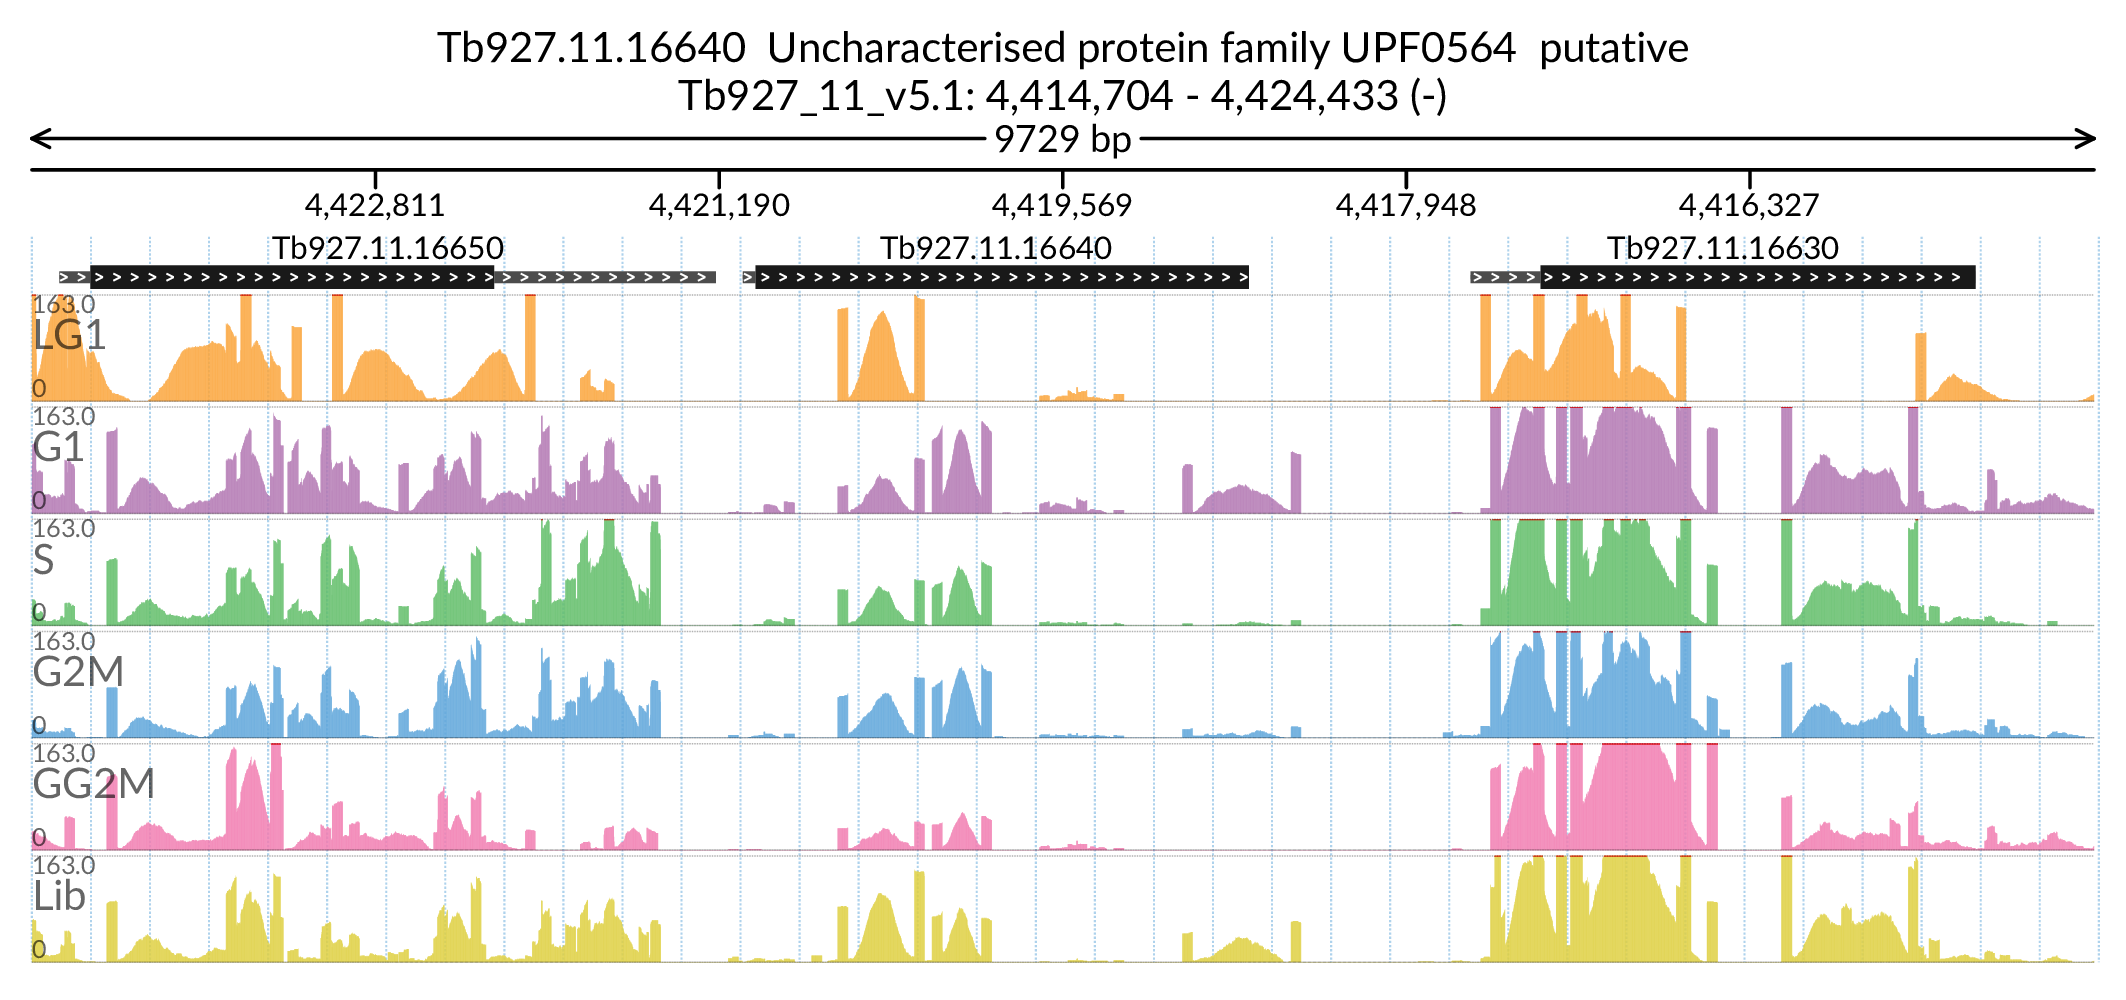 Tb927.11.16640  Uncharacterised protein family UPF0564  putative
Tb927_11_v5.1: 4,414,704 - 4,424,433 (-)
9729 bp
4,422,811 4,421,190 4,419,569 4,417,948 4,416,327
Tb927.11.16650 Tb927.11.16640 Tb927.11.16630
163.0
LG1
0
163.0
G1
0
163.0
S
0
163.0
G2M
0
163.0
GG2M
0
163.0
Lib
0